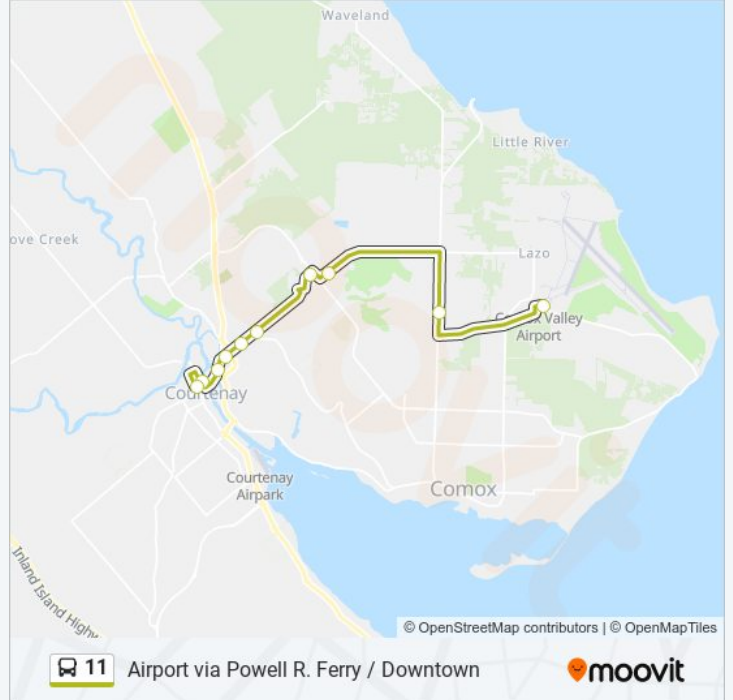 Waveland
Little River
ove Creek
Lazo
Valley
Airport
Courtenay
Courtenay
Airpark
Comox
Inland Island Highw
© OpenStreetMap contributors | © OpenMapTiles
11 Airport via Powell R. Ferry / Downtown
moovit